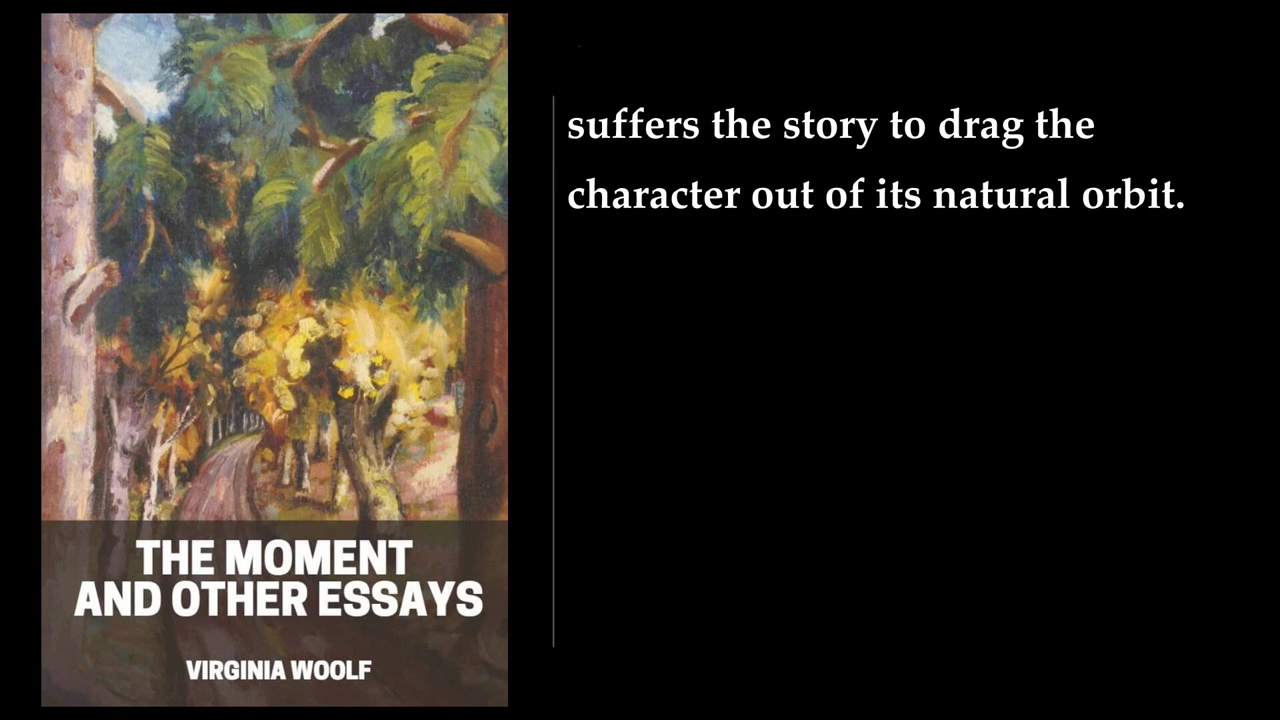 suffers the story to drag the
character out of its natural orbit.
THE MOMENT
AND OTHER ESSAYS
VIRGINIA WOOLF